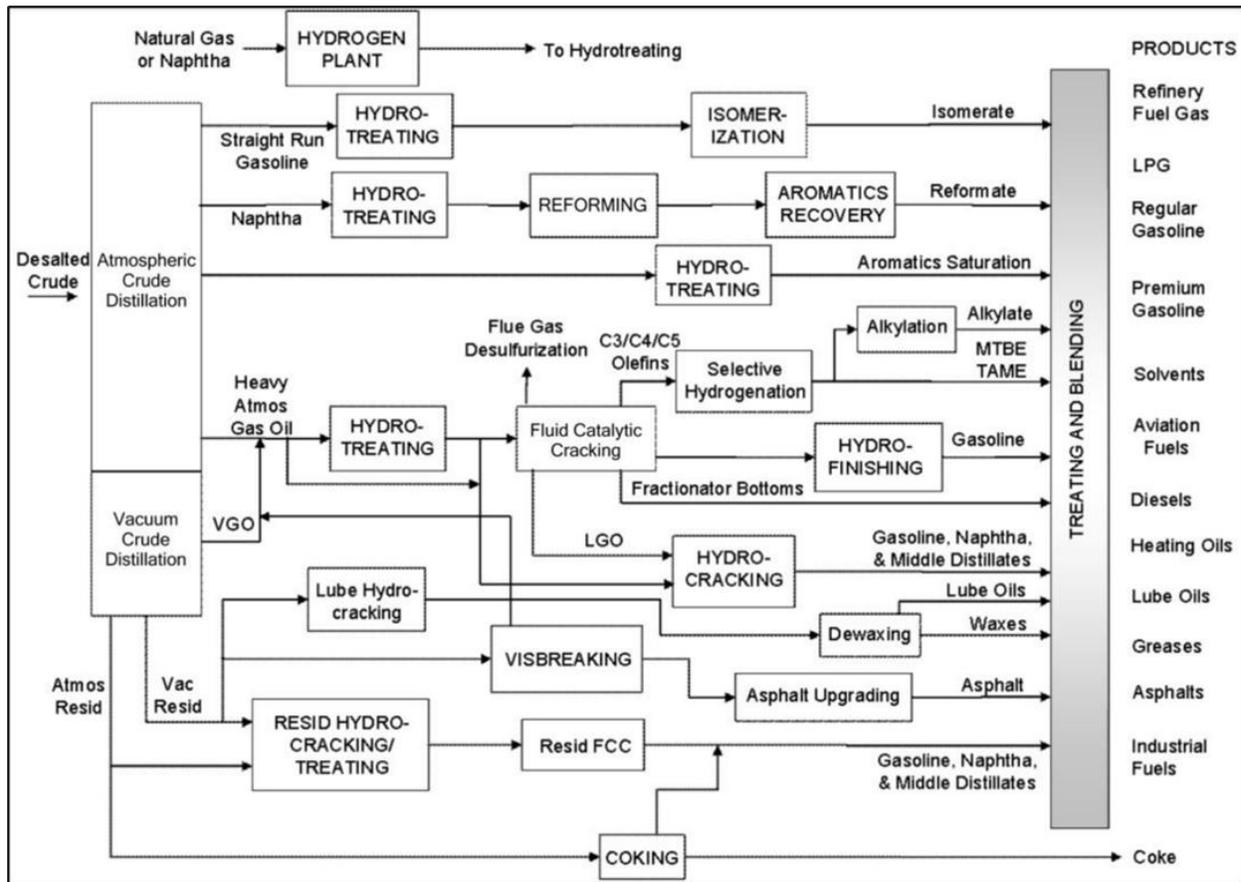 Natural Gas
or Naphtha
HYDROGEN
PLANT
To Hydrotreating
PRODUCTS
Desalted
Crude
Atmospheric
Crude
Distillation
Vacuum
Crude
Distillation
Straight Run
Gasoline
HYDRO-
TREATING
ISOMER-
IZATION
Isomerate
Naphtha
HYDRO-
TREATING
REFORMING
AROMATICS
RECOVERY
Reformate
HYDRO-
TREATING
Aromatics Saturation
Flue Gas
Desulfurization
C3/C4/C5
Olefins
Selective
Hydrogenation
Alkylation
Alkylate
MTBE
TAME
Heavy
Atmos
Gas Oil
HYDRO-
TREATING
Fluid Catalytic
Cracking
HYDRO-
FINISHING
Gasoline
Fractionator Bottoms
VGO
LGO
HYDRO-
CRACKING
Gasoline, Naphtha,
& Middle Distillates
Lube Hydro-
cracking
Dewaxing
Lube Oils
Waxes
VISBREAKING
Asphalt Upgrading
Asphalt
Atmos
Resid
Vac
Resid
RESID HYDRO-
CRACKING/
TREATING
Resid FCC
Gasoline, Naphtha,
& Middle Distillates
COKING
TREATING AND BLENDING
Refinery
Fuel Gas
LPG
Regular
Gasoline
Premium
Gasoline
Solvents
Aviation
Fuels
Diesels
Heating Oils
Lube Oils
Greases
Asphalts
Industrial
Fuels
Coke